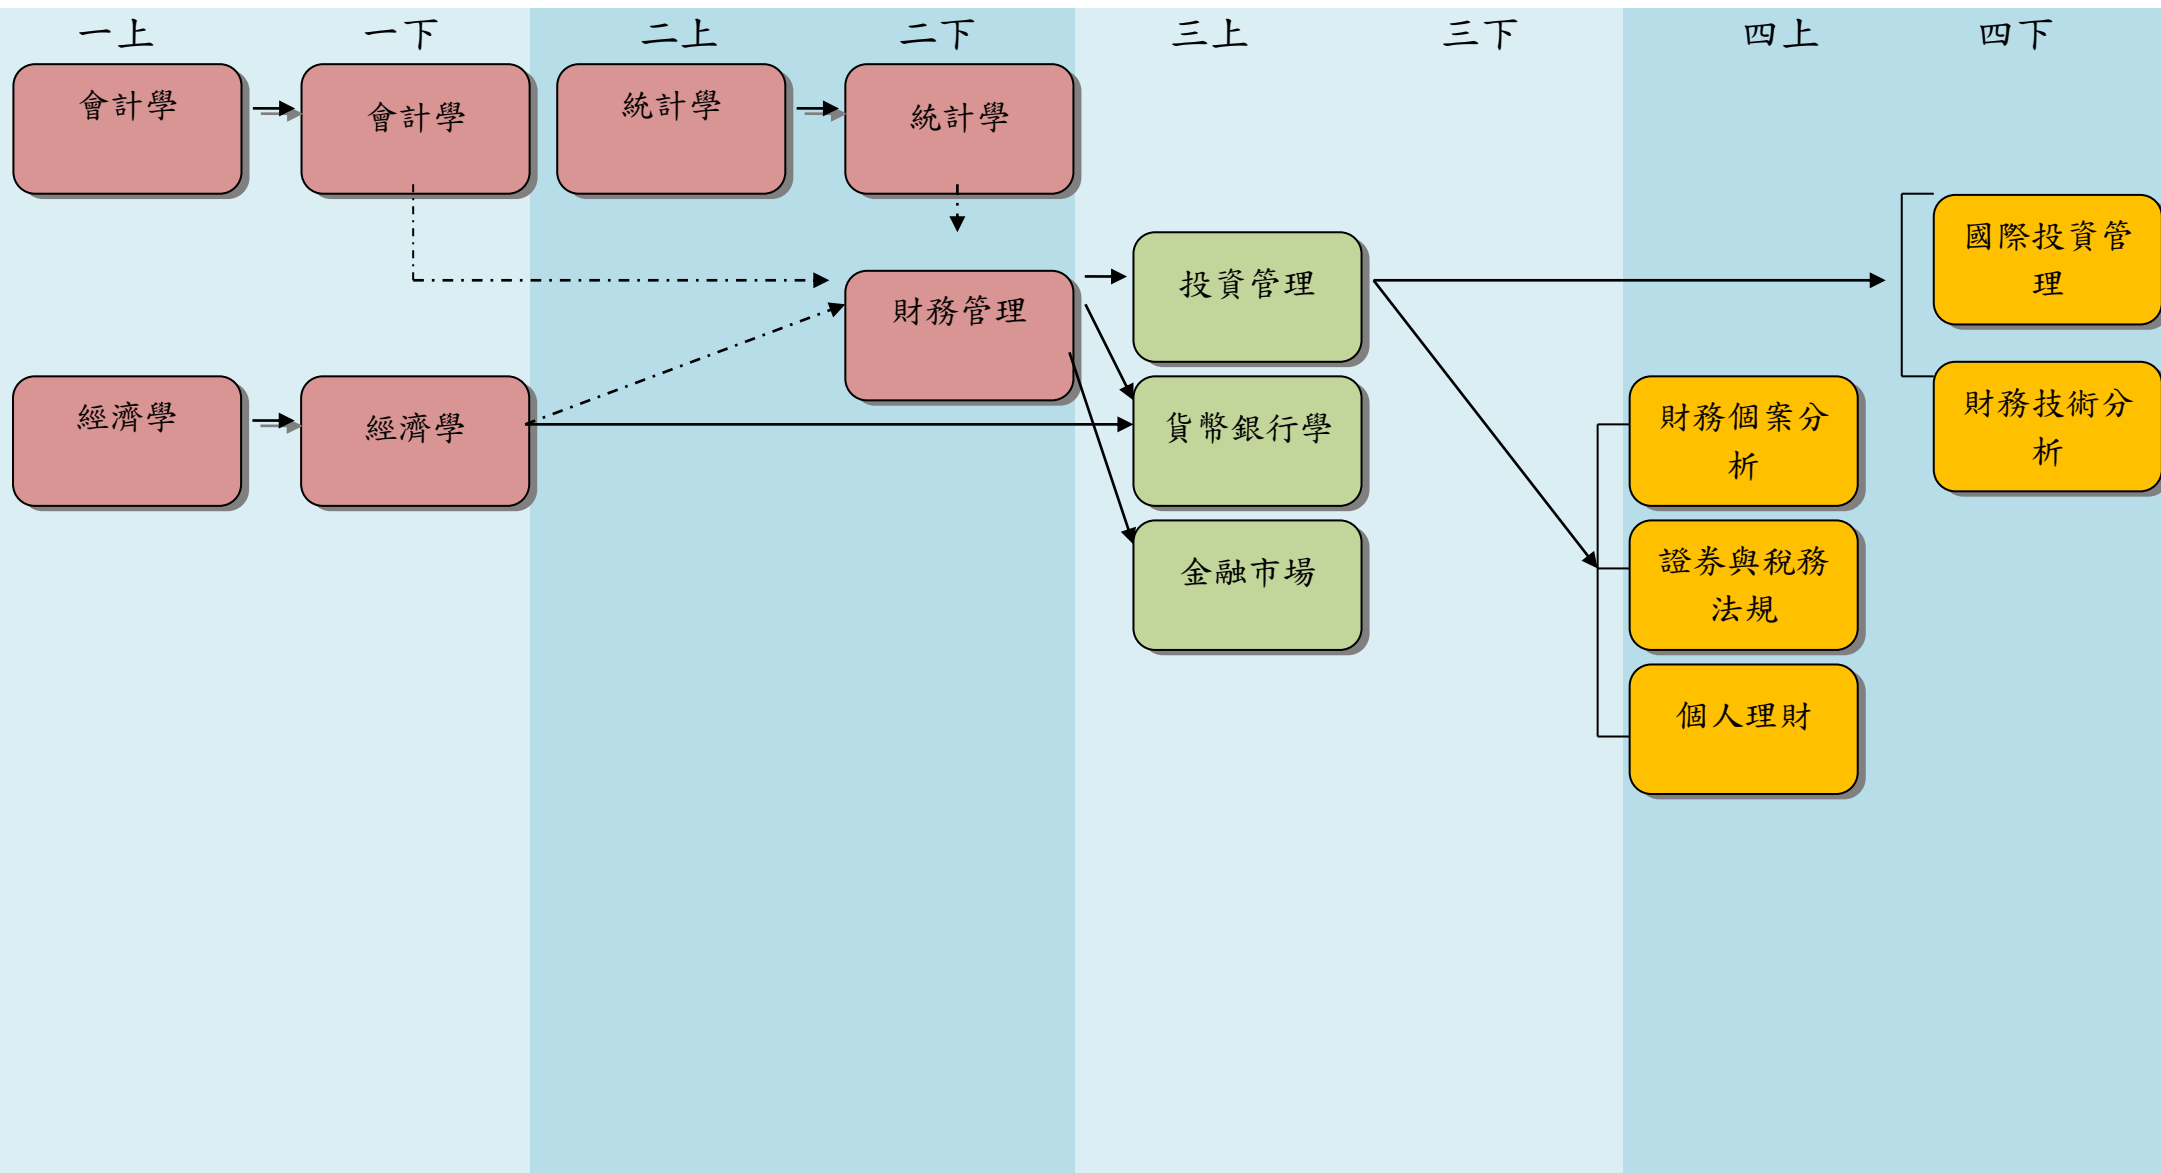 一上
一下
二上
二下
三上
三下
四上
四下
會計學
會計學
統計學
統計學
國際投資管
理
投資管理
財務管理
經濟學
經濟學
貨幣銀行學
財務個案分
析
財務技術分
析
金融市場
證券與稅務
法規
個人理財